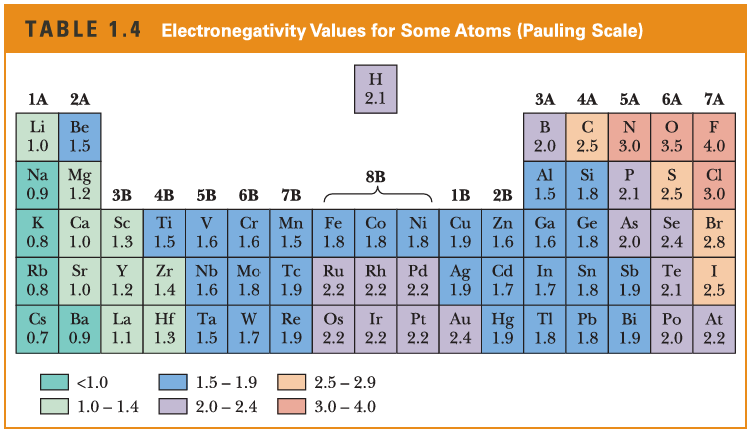 TABLE 1.4 Electronegativity Values for Some Atoms (Pauling Scale)
H
2.1
1A 2A 3A 4A 5A 6A 7A
Li Be B C N O F
1.0 1.5 2.0 2.5 3.0 3.5 4.0
Na Mg Al Si P S Cl
0.9 1.2 1.5 1.8 2.1 2.5 3.0
3B 4B 5B 6B 7B 8B 1B 2B
K Ca Sc Ti V Cr Mn Fe Co Ni Cu Zn Ga Ge As Se Br
0.8 1.0 1.3 1.5 1.6 1.6 1.5 1.8 1.8 1.8 1.9 1.6 1.6 1.8 2.0 2.4 2.8
Rb Sr Y Zr Nb Mo Tc Ru Rh Pd Ag Cd In Sn Sb Te I
0.8 1.0 1.2 1.4 1.6 1.8 1.9 2.2 2.2 2.2 1.9 1.7 1.7 1.8 1.9 2.1 2.5
Cs Ba La Hf Ta W Re Os Ir Pt Au Hg Tl Pb Bi Po At
0.7 0.9 1.1 1.3 1.5 1.7 1.9 2.2 2.2 2.2 2.4 1.9 1.8 1.8 1.9 2.0 2.2
<1.0 1.5 – 1.9 2.5 – 2.9
1.0 – 1.4 2.0 – 2.4 3.0 – 4.0